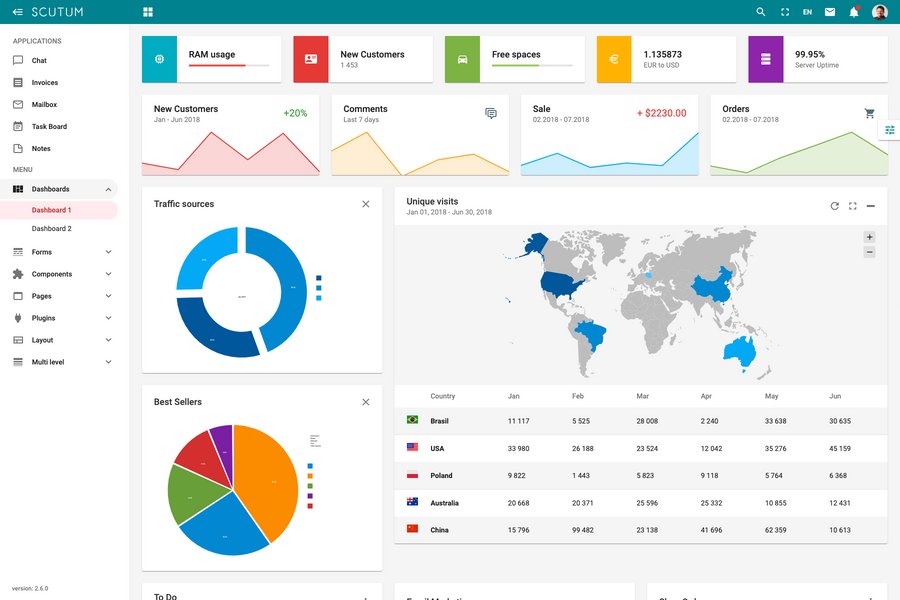 SCUTUM
EN
APPLICATIONS
Chat
Invoices
Mailbox
Task Board
Notes
MENU
Dashboards
Dashboard 1
Dashboard 2
Forms
Components
Pages
Plugins
Layout
Multi level
version: 2.6.0
RAM usage
New Customers
1 453
Free spaces
1.135873
EUR to USD
99.95%
Server Uptime
New Customers
Jan - Jun 2018
+20%
Comments
Last 7 days
Sale
02.2018 - 07.2018
+ $2230.00
Orders
02.2018 - 07.2018
Traffic sources
Best Sellers
Unique visits
Jan 01, 2018 - Jun 30, 2018
+
−
Country Jan Feb Mar Apr May Jun
Brasil 11 117 5 525 28 008 2 240 33 638 30 635
USA 33 980 26 188 23 524 12 042 35 276 45 159
Poland 9 822 1 443 5 823 9 118 5 764 6 368
Australia 20 668 20 371 25 596 25 332 10 855 12 431
China 15 796 99 482 23 138 41 696 62 359 10 613
To Do